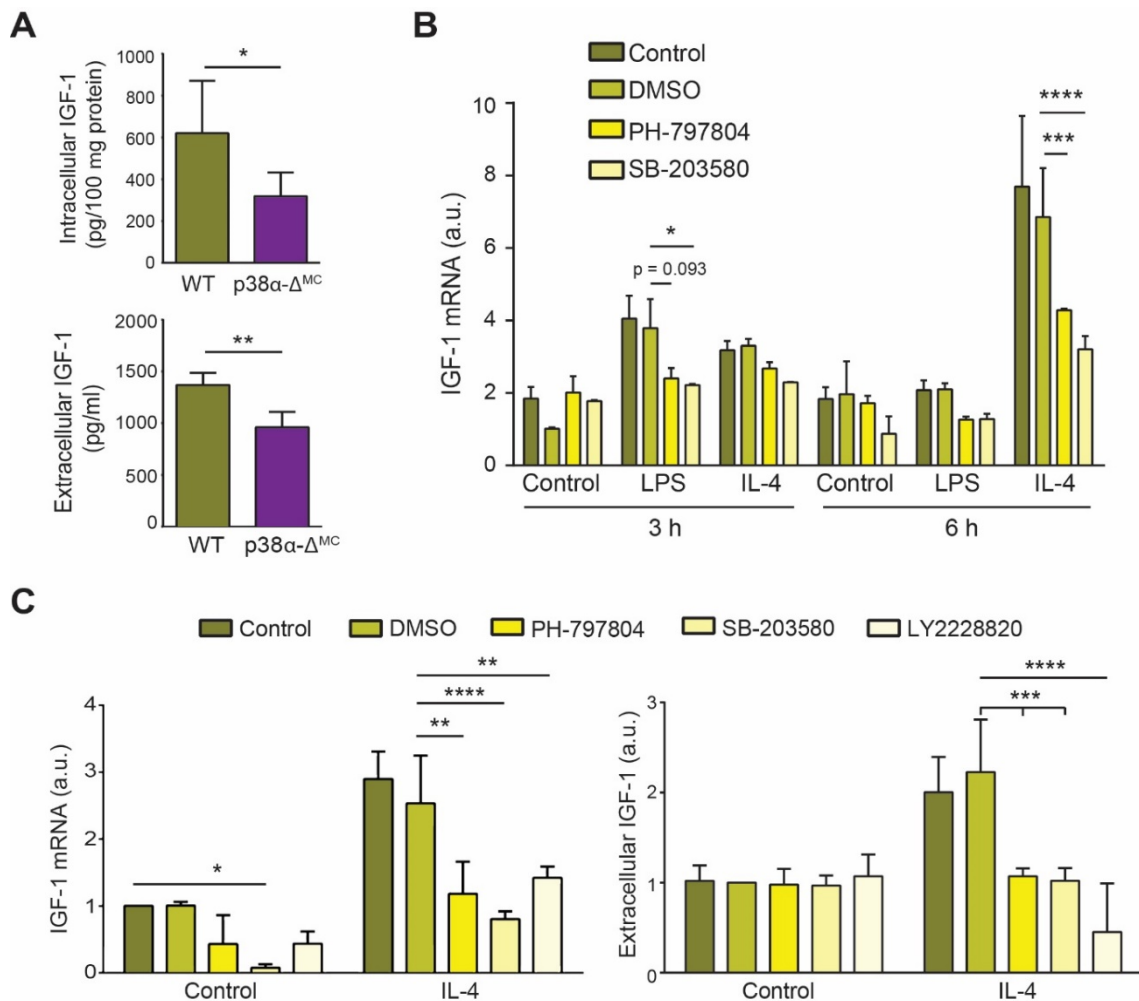 A
Intracellular IGF-1
(pg/100 mg protein)
1000
800
600
400
200
0
*
WT
p38α-Δᴹᶜ
Extracellular IGF-1
(pg/ml)
2000
1500
1000
500
0
**
WT
p38α-Δᴹᶜ
B
Control
DMSO
PH-797804
SB-203580
IGF-1 mRNA (a.u.)
10
8
6
4
2
0
*
p = 0.093
****
***
Control
LPS
IL-4
Control
LPS
IL-4
3 h
6 h
C
Control
DMSO
PH-797804
SB-203580
LY2228820
IGF-1 mRNA (a.u.)
4
3
2
1
0
*
**
****
**
Control
IL-4
Extracellular IGF-1 (a.u.)
3
2
1
0
****
***
Control
IL-4